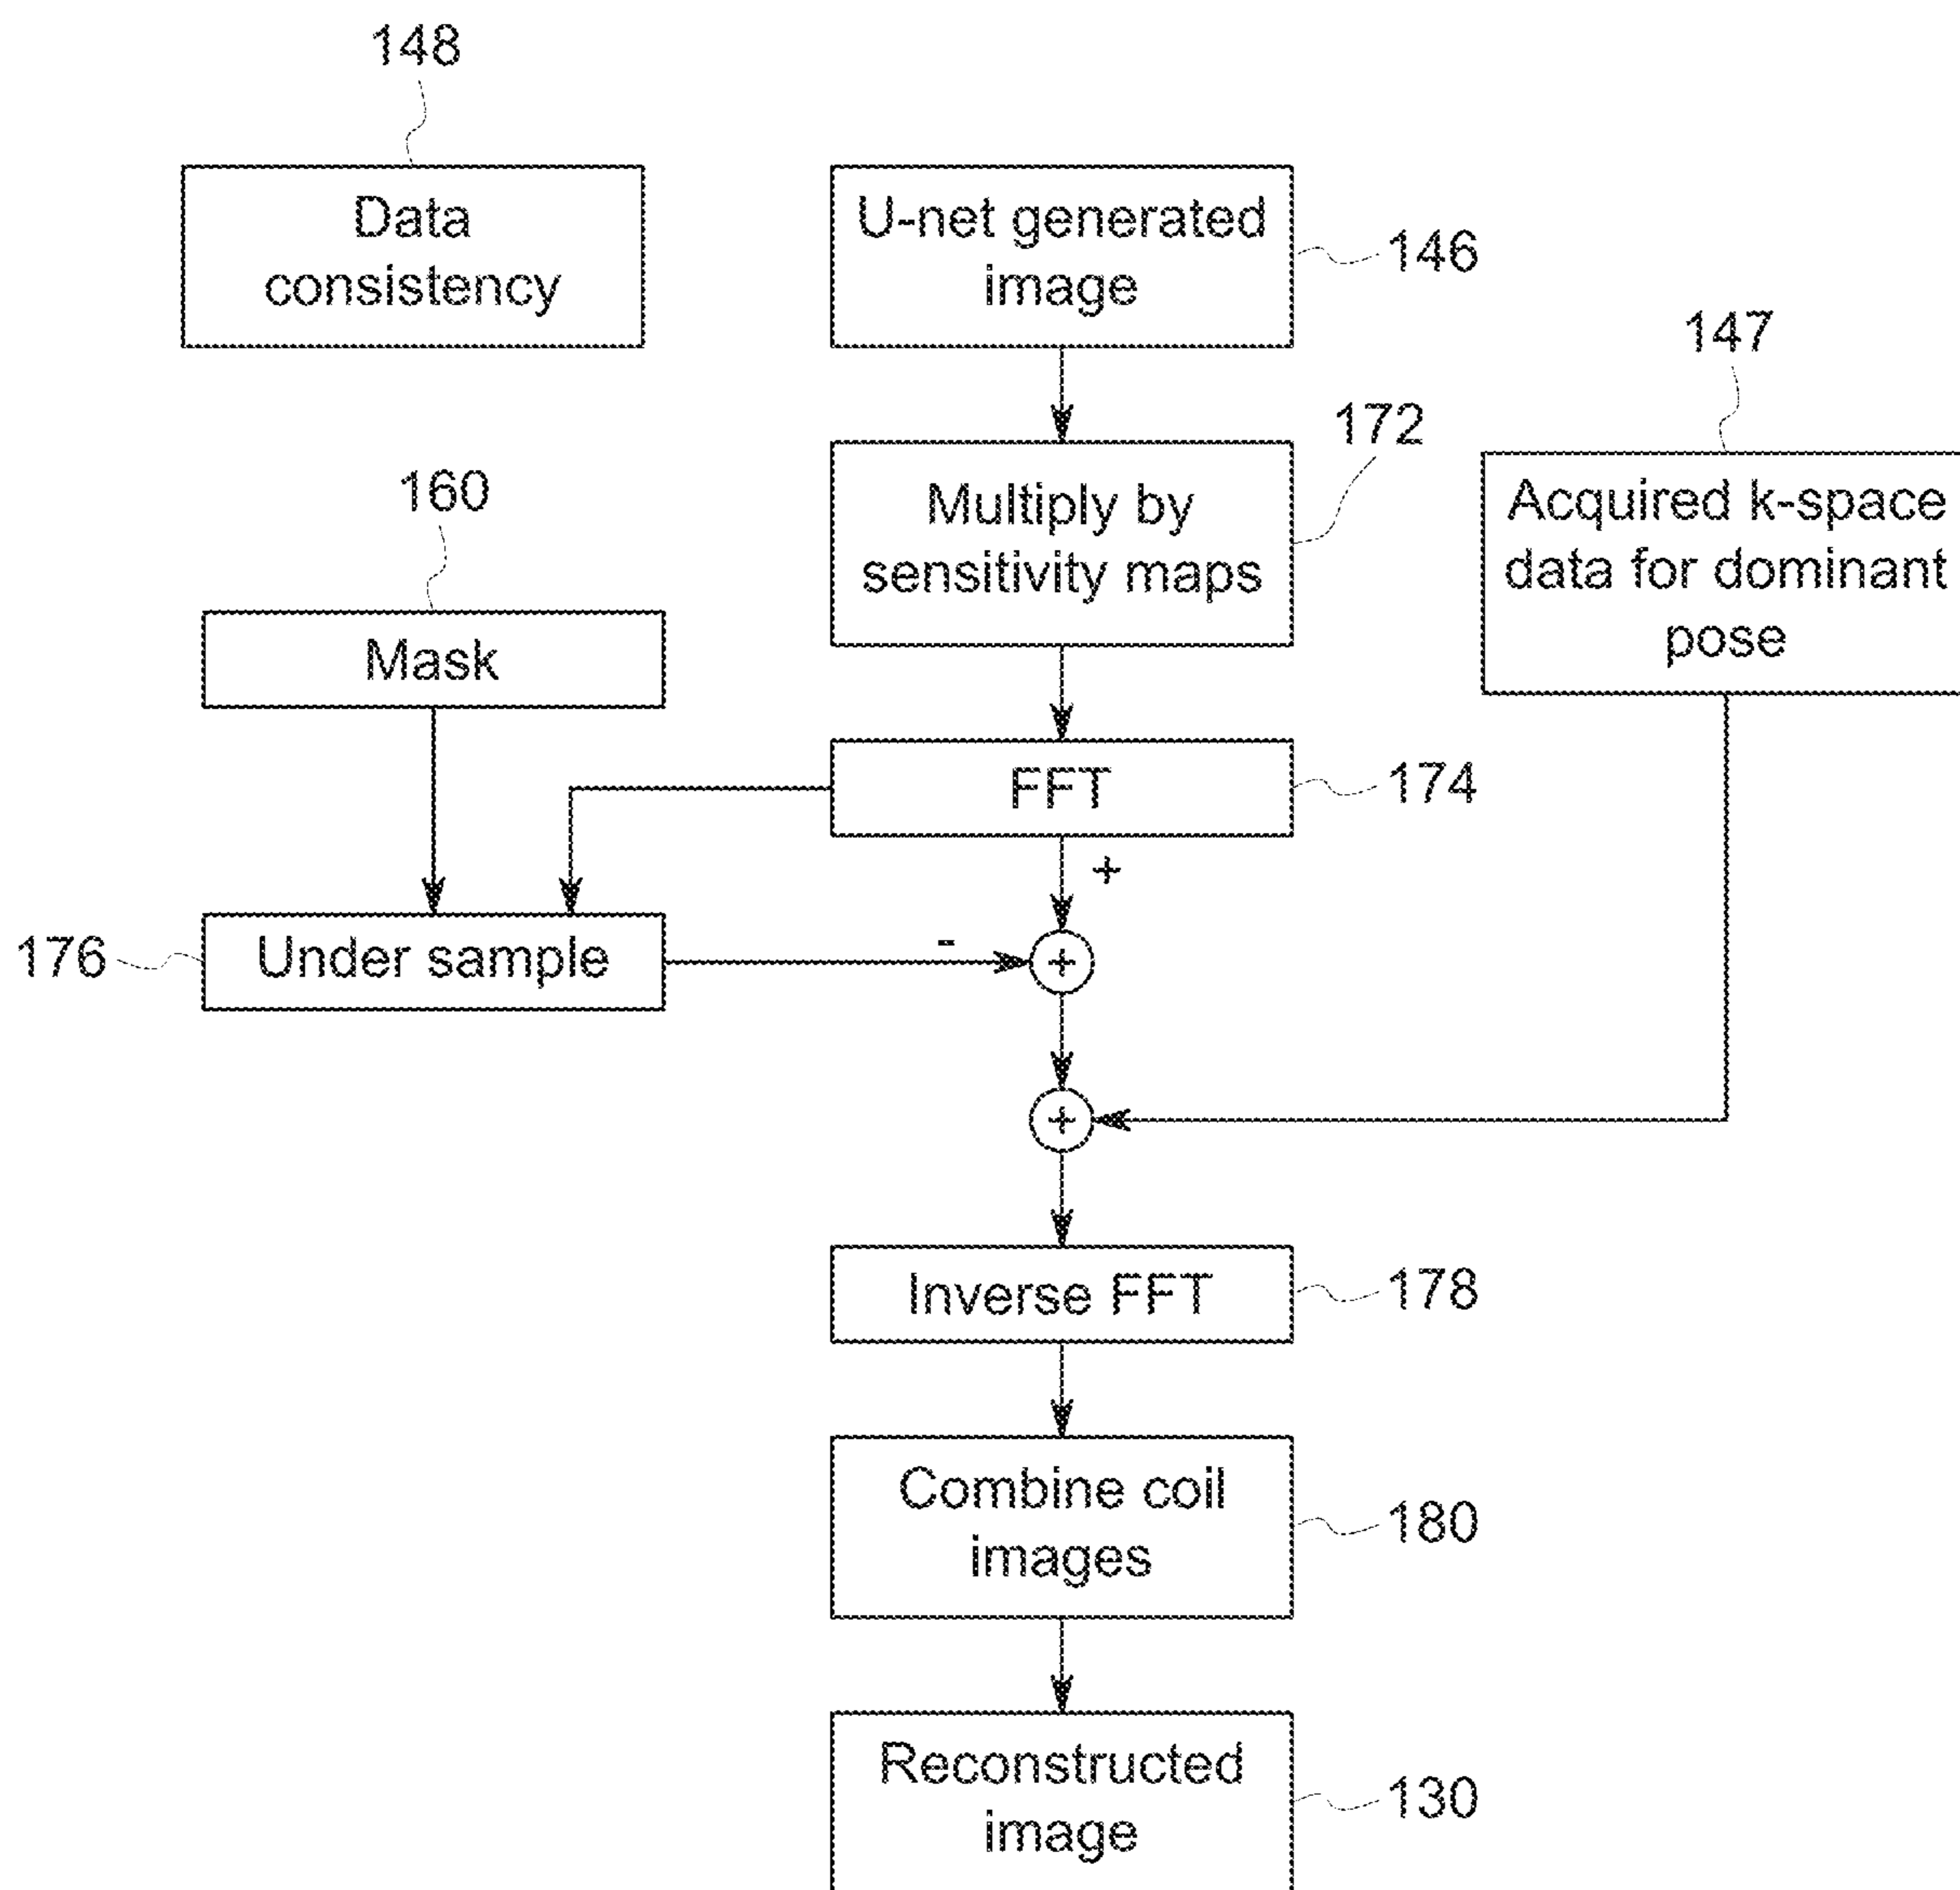 148
Data
consistency
U-net generated
image
146
147
172
Multiply by
sensitivity maps
Acquired k-space
data for dominant
pose
160
Mask
FFT
174
+
176
Under sample
-
+
+
Inverse FFT
178
Combine coil
images
180
Reconstructed
image
130